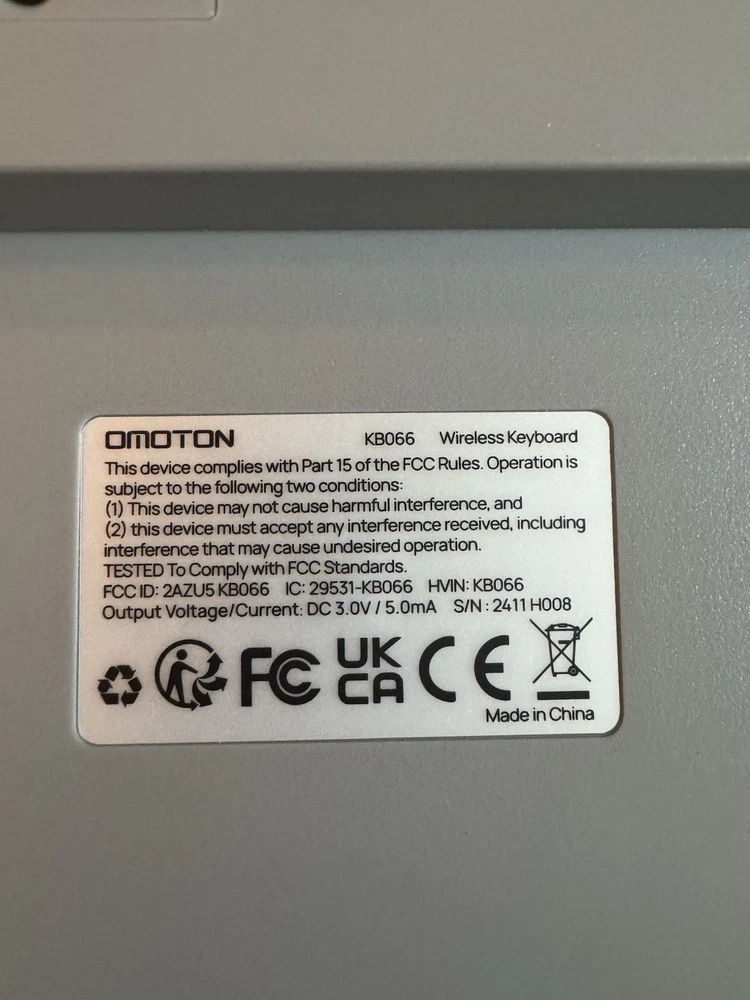 OMOTON KB066 Wireless Keyboard
This device complies with Part 15 of the FCC Rules. Operation is
subject to the following two conditions:
(1) This device may not cause harmful interference, and
(2) this device must accept any interference received, including
interference that may cause undesired operation.
TESTED To Comply with FCC Standards.
FCC ID: 2AZU5 KB066 IC: 29531-KB066 HVIN: KB066
Output Voltage/Current: DC 3.0V / 5.0mA S/N : 2411 H008
FC UK CE
CA
Made in China